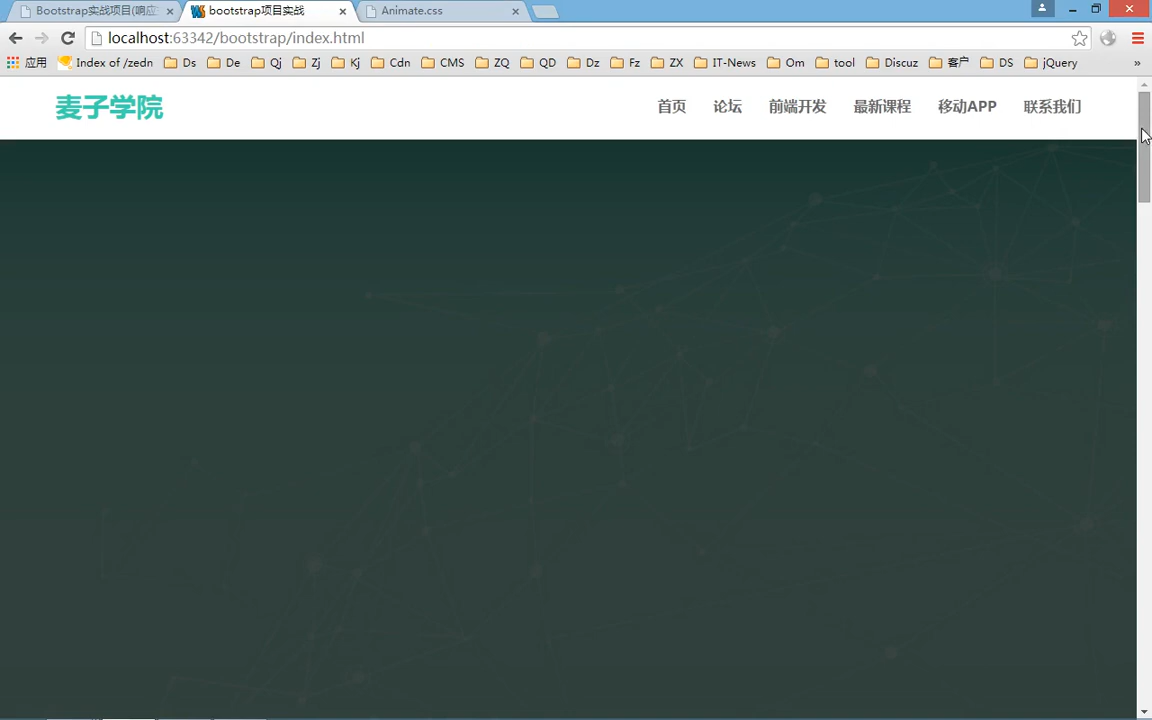 Bootstrap实战项目(响应
bootstrap项目实战
Animate.css
localhost:63342/bootstrap/index.html
应用 Index of /zedn Ds De Qj Zj Kj Cdn CMS ZQ QD Dz Fz ZX IT-News Om tool Discuz 客户 DS jQuery »
麦子学院
首页 论坛 前端开发 最新课程 移动APP 联系我们